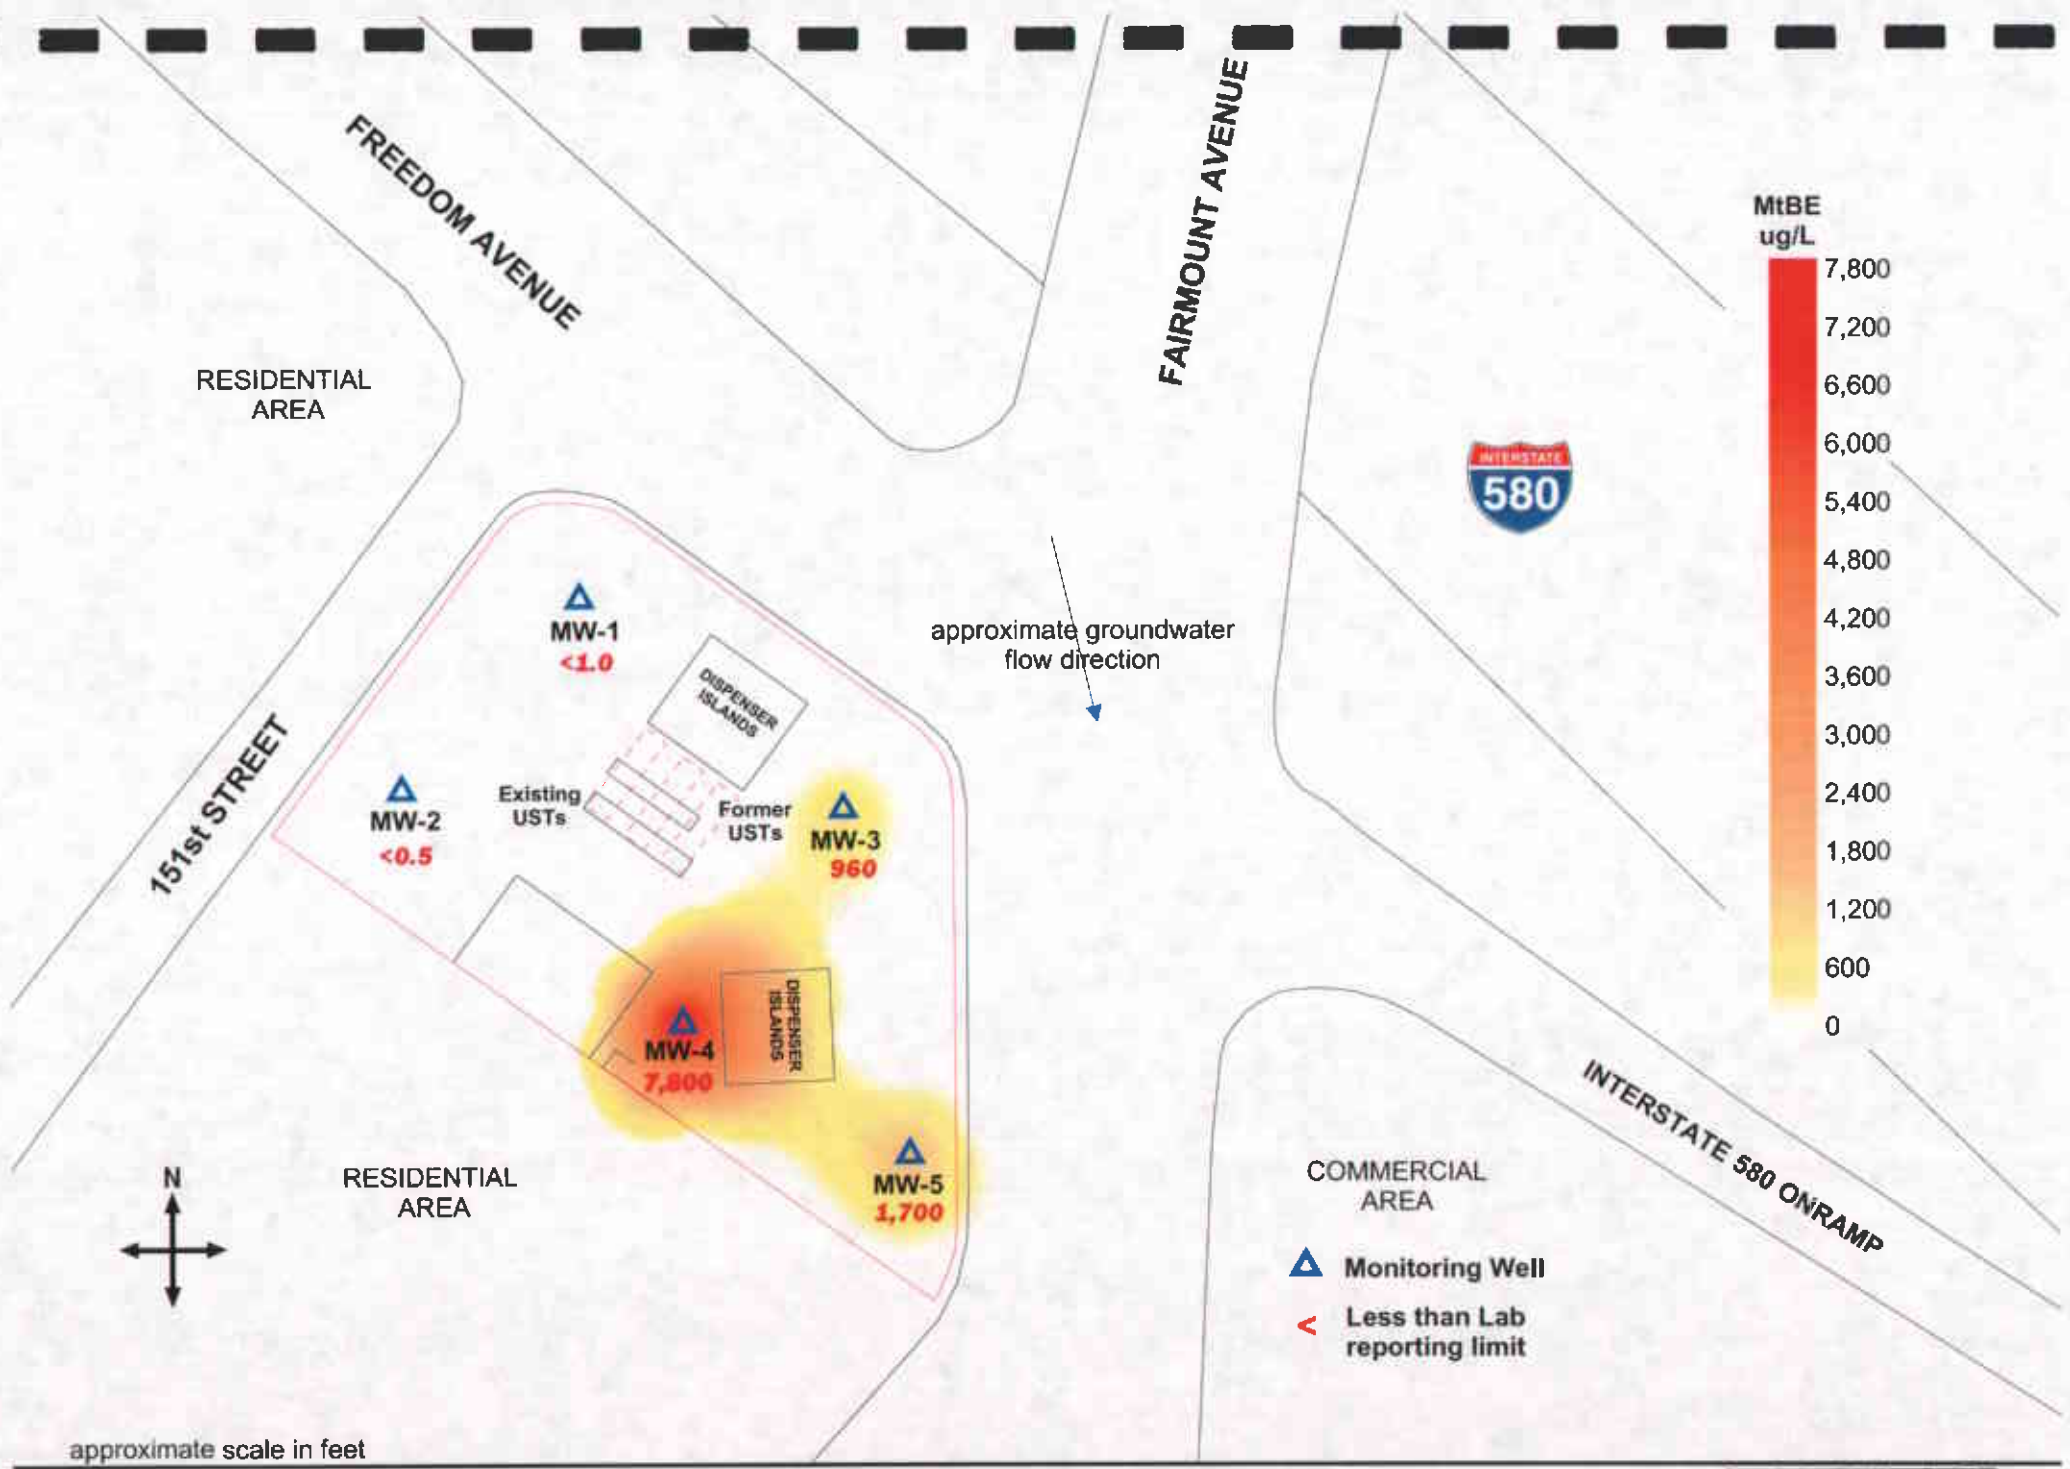 FREEDOM AVENUE
FAIRMOUNT AVENUE
MtBE
ug/L
7,800
7,200
6,600
6,000
5,400
4,800
4,200
3,600
3,000
2,400
1,800
1,200
600
0
RESIDENTIAL
AREA
INTERSTATE
580
MW-1
<1.0
approximate groundwater
flow direction
DISPENSER
ISLANDS
151st STREET
MW-2
<0.5
Existing
USTs
Former
USTs
MW-3
960
DISPENSER
ISLANDS
MW-4
7,800
MW-5
1,700
INTERSTATE 580 ONRAMP
N
RESIDENTIAL
AREA
COMMERCIAL
AREA
Monitoring Well
< Less than Lab
reporting limit
approximate scale in feet